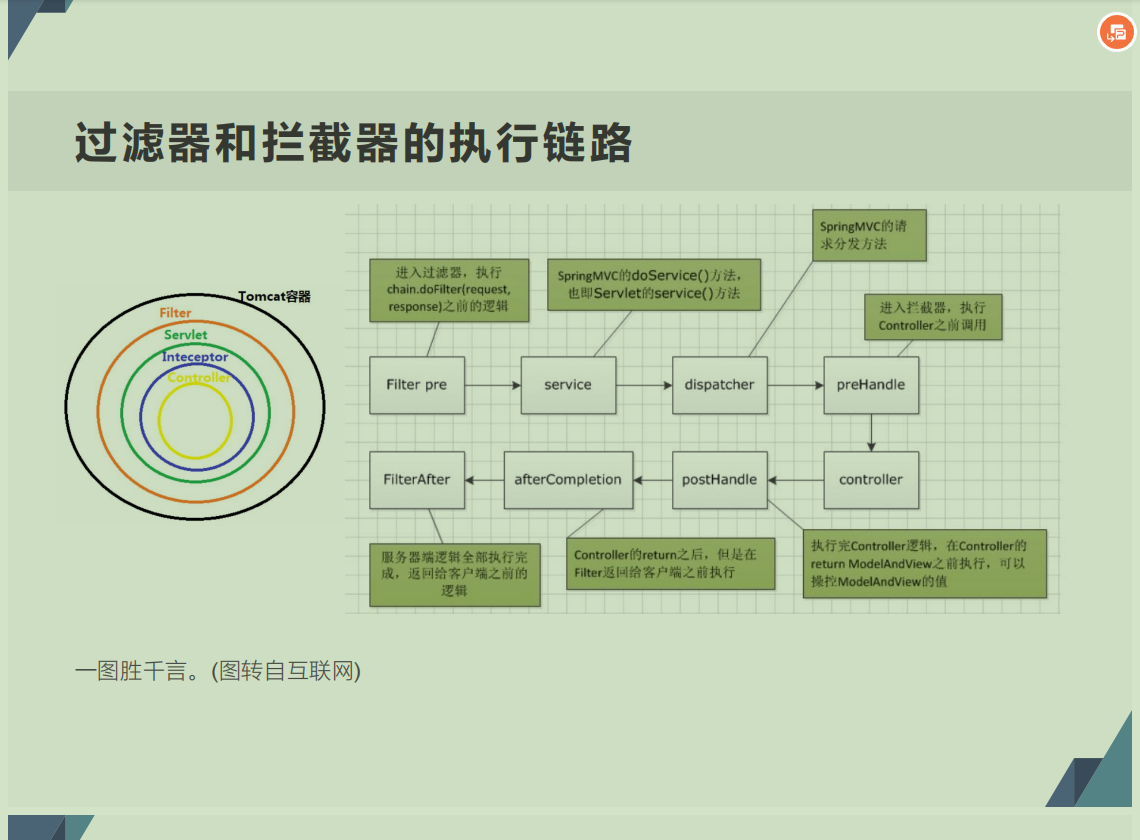 过滤器和拦截器的执行链路
Tomcat容器
Filter
Servlet
Inteceptor
Controller
SpringMVC的请
求分发方法
进入过滤器，执行
chain.doFilter(request,
response)之前的逻辑
SpringMVC的doService()方法，
也即Servlet的service()方法
进入拦截器，执行
Controller之前调用
Filter pre
service
dispatcher
preHandle
FilterAfter
afterCompletion
postHandle
controller
服务器端逻辑全部执行完
成，返回给客户端之前的
逻辑
Controller的return之后，但是在
Filter返回给客户端之前执行
执行完Controller逻辑，在Controller的
return ModelAndView之前执行，可以
操控ModelAndView的值
一图胜千言。(图转自互联网)